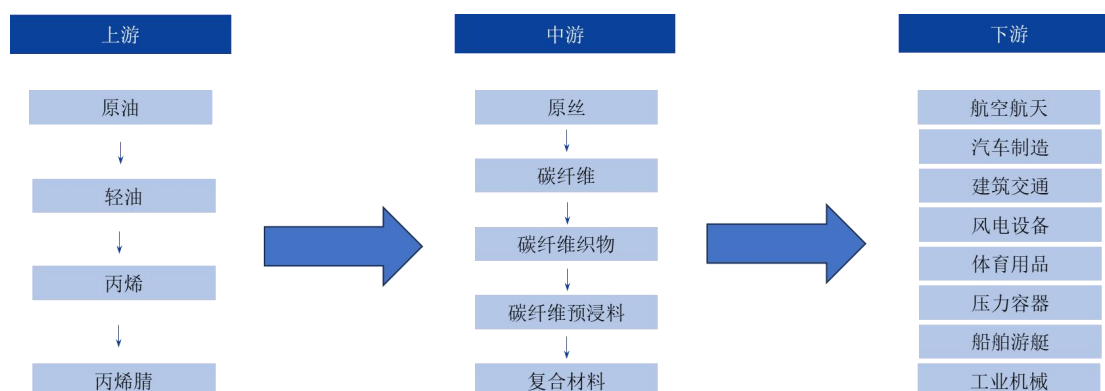 上游
原油
轻油
丙烯
丙烯腈
中游
原丝
碳纤维
碳纤维织物
碳纤维预浸料
复合材料
下游
航空航天
汽车制造
建筑交通
风电设备
体育用品
压力容器
船舶游艇
工业机械